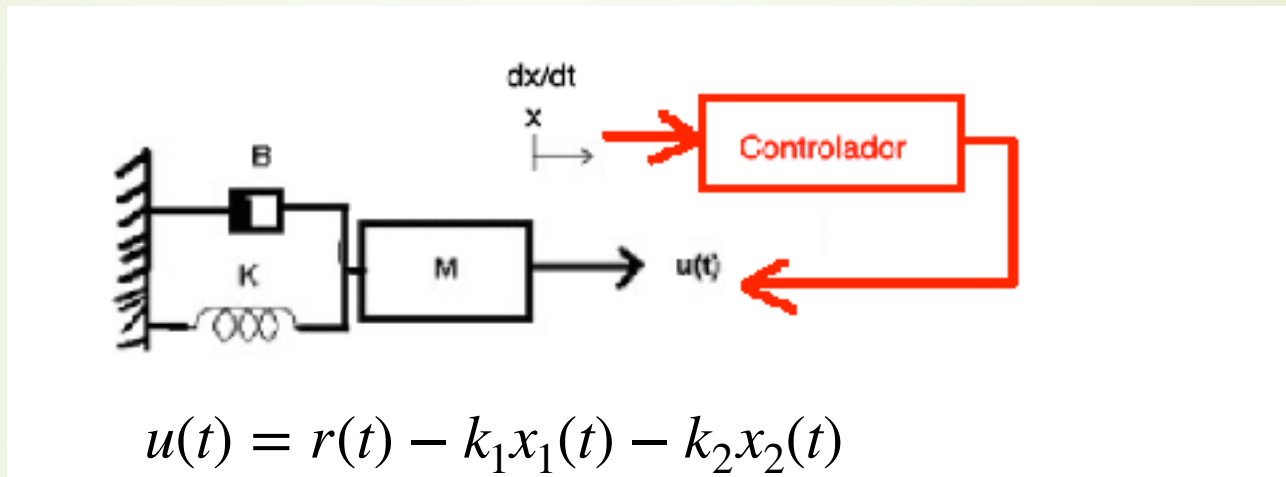 dx/dt
x
Controlador
B
K
M
u(t)
u(t) = r(t) − k₁x₁(t) − k₂x₂(t)